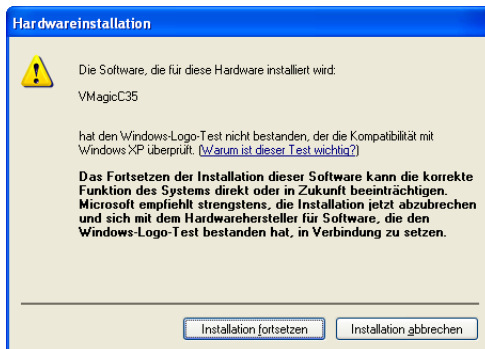 Hardwareinstallation
Die Software, die für diese Hardware installiert wird:
VMagicC35
hat den Windows-Logo-Test nicht bestanden, der die Kompatibilität mit
Windows XP überprüft. (Warum ist dieser Test wichtig?)
Das Fortsetzen der Installation dieser Software kann die korrekte
Funktion des Systems direkt oder in Zukunft beeinträchtigen.
Microsoft empfiehlt strengstens, die Installation jetzt abzubrechen
und sich mit dem Hardwarehersteller für Software, die den
Windows-Logo-Test bestanden hat, in Verbindung zu setzen.
Installation fortsetzen
Installation abbrechen